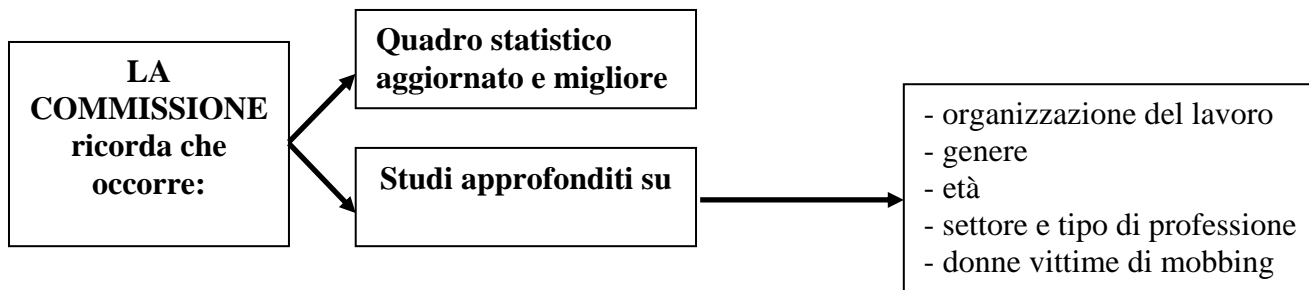 LA
COMMISSIONE
ricorda che
occorre:
Quadro statistico
aggiornato e migliore
Studi approfonditi su
- organizzazione del lavoro
- genere
- età
- settore e tipo di professione
- donne vittime di mobbing